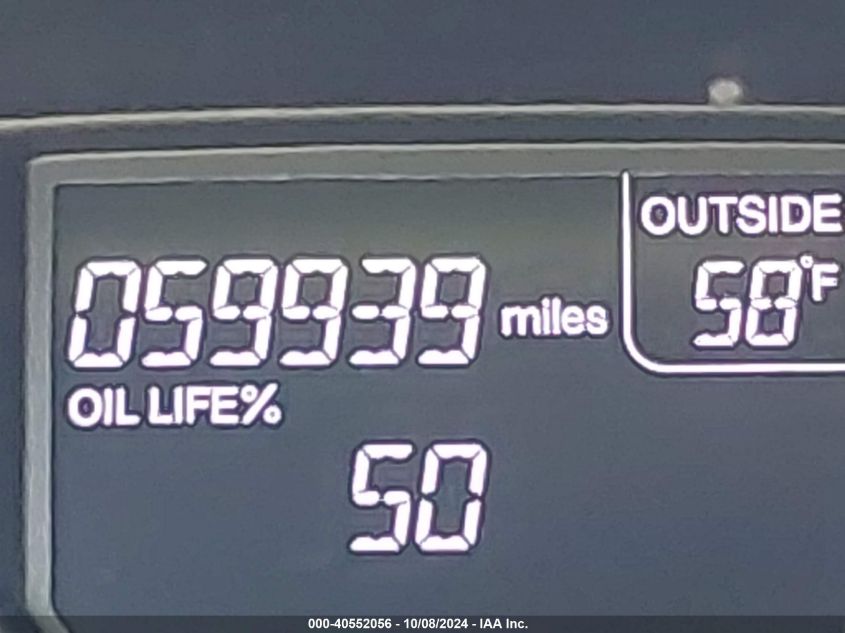 OUTSIDE
059939 miles 58°F
OIL LIFE%
50
000-40552056 - 10/08/2024 - IAA Inc.